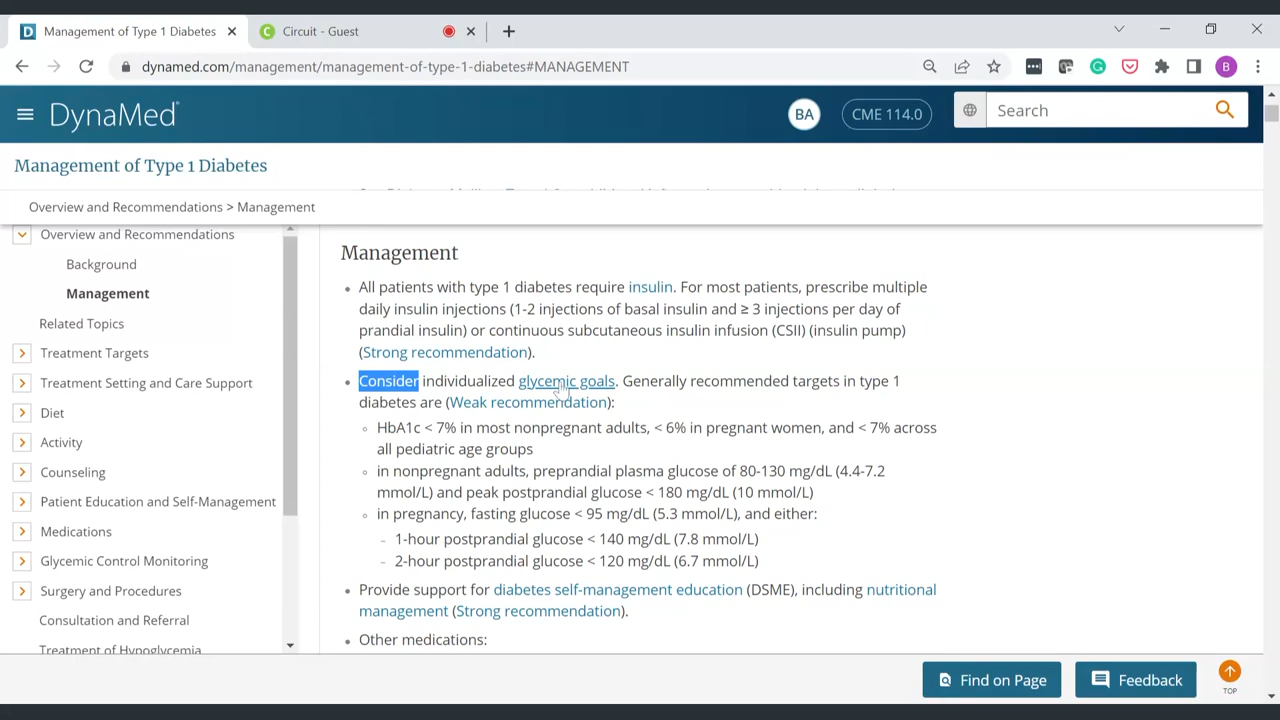 Management of Type 1 Diabetes
Circuit - Guest
dynamed.com/management/management-of-type-1-diabetes#MANAGEMENT
B
DynaMed
BA
CME 114.0
Search
Management of Type 1 Diabetes
Overview and Recommendations > Management
Overview and Recommendations
Background
Management
Related Topics
Treatment Targets
Treatment Setting and Care Support
Diet
Activity
Counseling
Patient Education and Self-Management
Medications
Glycemic Control Monitoring
Surgery and Procedures
Consultation and Referral
Treatment of Hypoglycemia
Management
• All patients with type 1 diabetes require insulin. For most patients, prescribe multiple
daily insulin injections (1-2 injections of basal insulin and ≥ 3 injections per day of
prandial insulin) or continuous subcutaneous insulin infusion (CSII) (insulin pump)
(Strong recommendation).
• Consider individualized glycemic goals. Generally recommended targets in type 1
diabetes are (Weak recommendation):
◦ HbA1c < 7% in most nonpregnant adults, < 6% in pregnant women, and < 7% across
all pediatric age groups
◦ in nonpregnant adults, preprandial plasma glucose of 80-130 mg/dL (4.4-7.2
mmol/L) and peak postprandial glucose < 180 mg/dL (10 mmol/L)
◦ in pregnancy, fasting glucose < 95 mg/dL (5.3 mmol/L), and either:
- 1-hour postprandial glucose < 140 mg/dL (7.8 mmol/L)
- 2-hour postprandial glucose < 120 mg/dL (6.7 mmol/L)
• Provide support for diabetes self-management education (DSME), including nutritional
management (Strong recommendation).
• Other medications:
Find on Page
Feedback
TOP